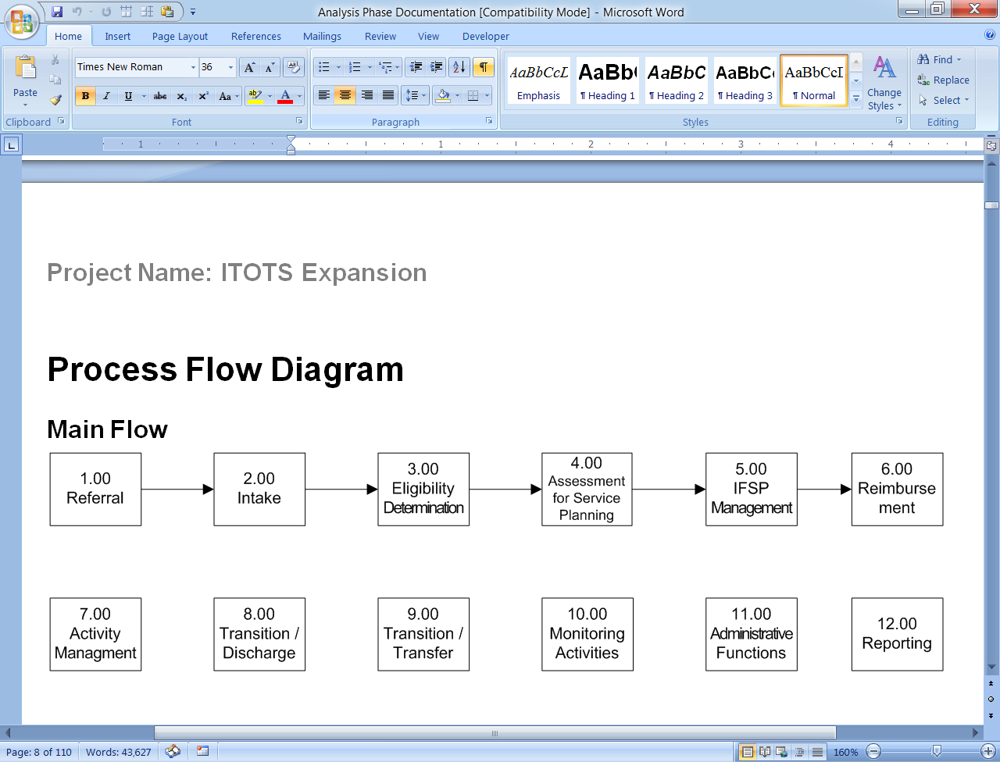 Analysis Phase Documentation [Compatibility Mode] - Microsoft Word
Home Insert Page Layout References Mailings Review View Developer
Paste
Clipboard
Times New Roman 36
B I U abe x₂ x² Aa ab A
Font
Paragraph
AaBbCcL AaBb( AaBbC AaBbC( AaBbCcI
Emphasis ¶ Heading 1 ¶ Heading 2 ¶ Heading 3 ¶ Normal
Change
Styles
Styles
Find
Replace
Select
Editing
1 1 2 3 4
Project Name: ITOTS Expansion
Process Flow Diagram
Main Flow
1.00
Referral
2.00
Intake
3.00
Eligibility
Determination
4.00
Assessment
for Service
Planning
5.00
IFSP
Management
6.00
Reimburse
ment
7.00
Activity
Managment
8.00
Transition /
Discharge
9.00
Transition /
Transfer
10.00
Monitoring
Activities
11.00
Administrative
Functions
12.00
Reporting
Page: 8 of 110 Words: 43,627 160%